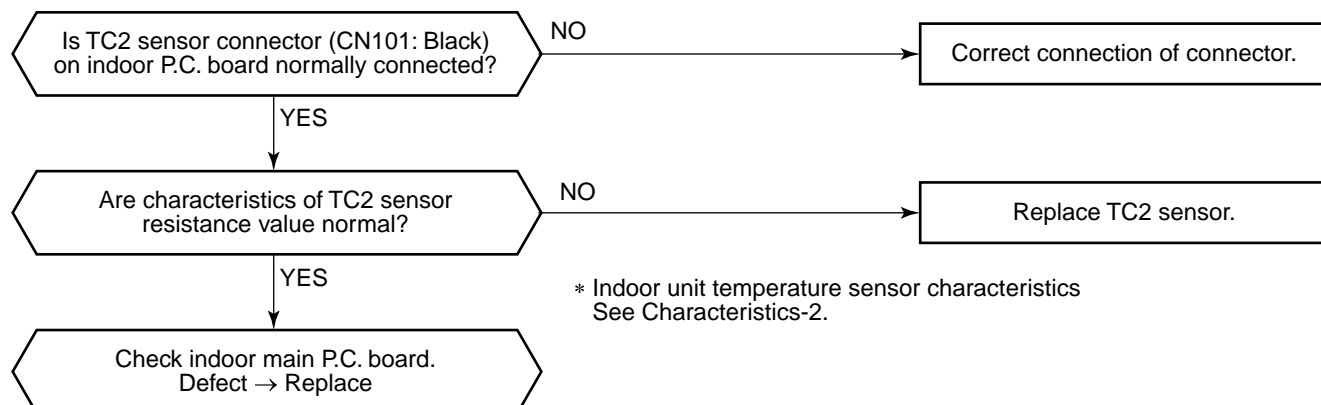 Is TC2 sensor connector (CN101: Black)
on indoor P.C. board normally connected?
NO
Correct connection of connector.
YES
Are characteristics of TC2 sensor
resistance value normal?
NO
Replace TC2 sensor.
YES
* Indoor unit temperature sensor characteristics
See Characteristics-2.
Check indoor main P.C. board.
Defect → Replace